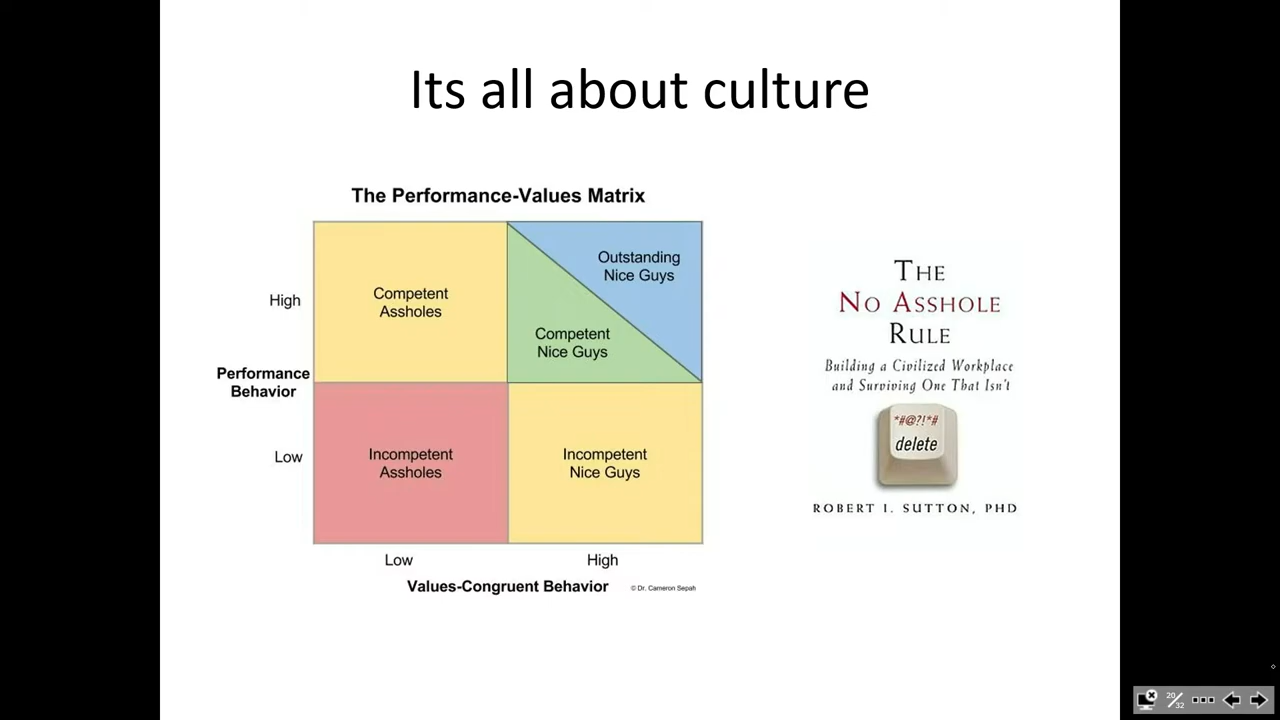 Its all about culture
The Performance-Values Matrix
High
Performance
Behavior
Low
Competent
Assholes
Outstanding
Nice Guys
Competent
Nice Guys
Incompetent
Assholes
Incompetent
Nice Guys
Low
High
Values-Congruent Behavior
© Dr. Cameron Sepah
THE
NO ASSHOLE
RULE
Building a Civilized Workplace
and Surviving One That Isn't
*#@?!*#
delete
ROBERT I. SUTTON, PHD
20/32